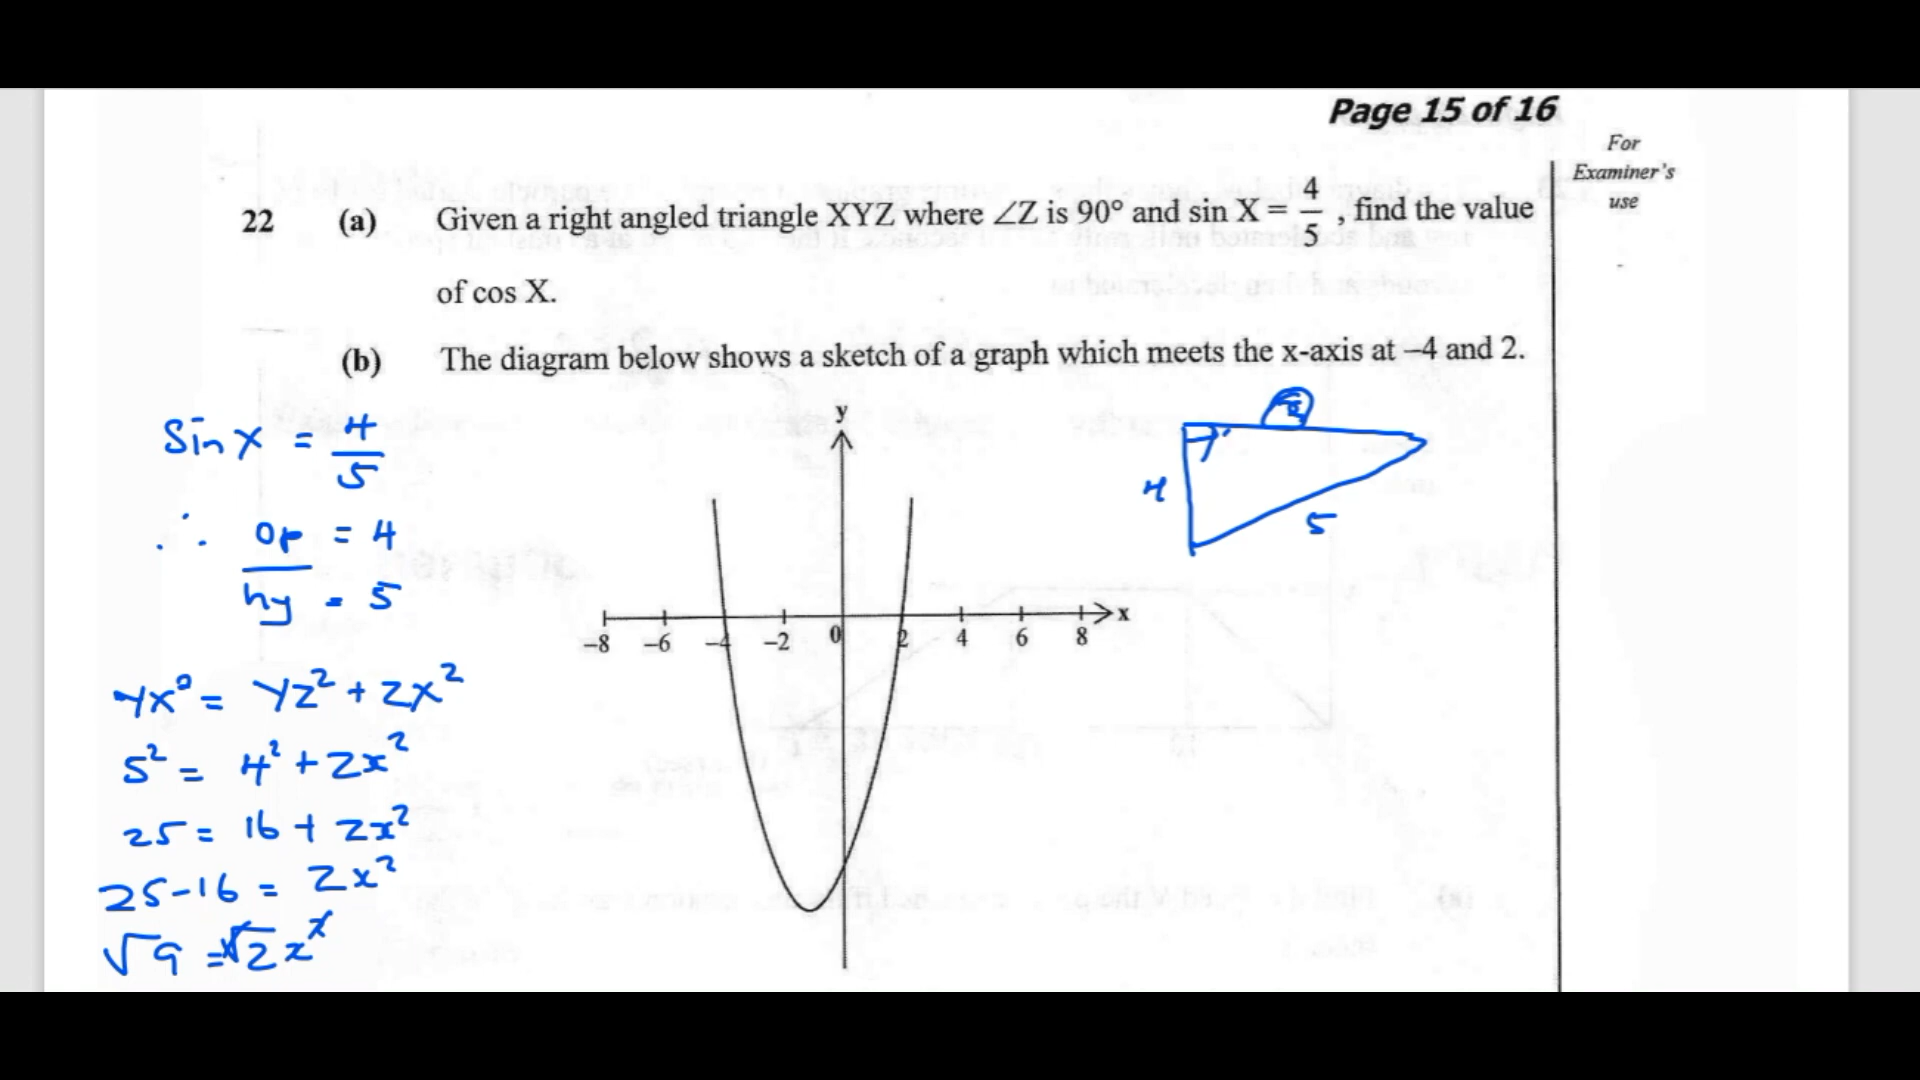 Page 15 of 16
For
Examiner's
use
22 (a) Given a right angled triangle XYZ where ∠Z is 90° and sin X = 4/5 , find the value
of cos X.
(b) The diagram below shows a sketch of a graph which meets the x-axis at –4 and 2.
Sin X = 4/5
∴ op = 4
hy = 5
YX² = YZ² + ZX²
5² = 4² + Zx²
25 = 16 + Zx²
25-16 = Zx²
√9 = √Zx²
y
x
–8 –6 –4 –2 0 2 4 6 8
4
5